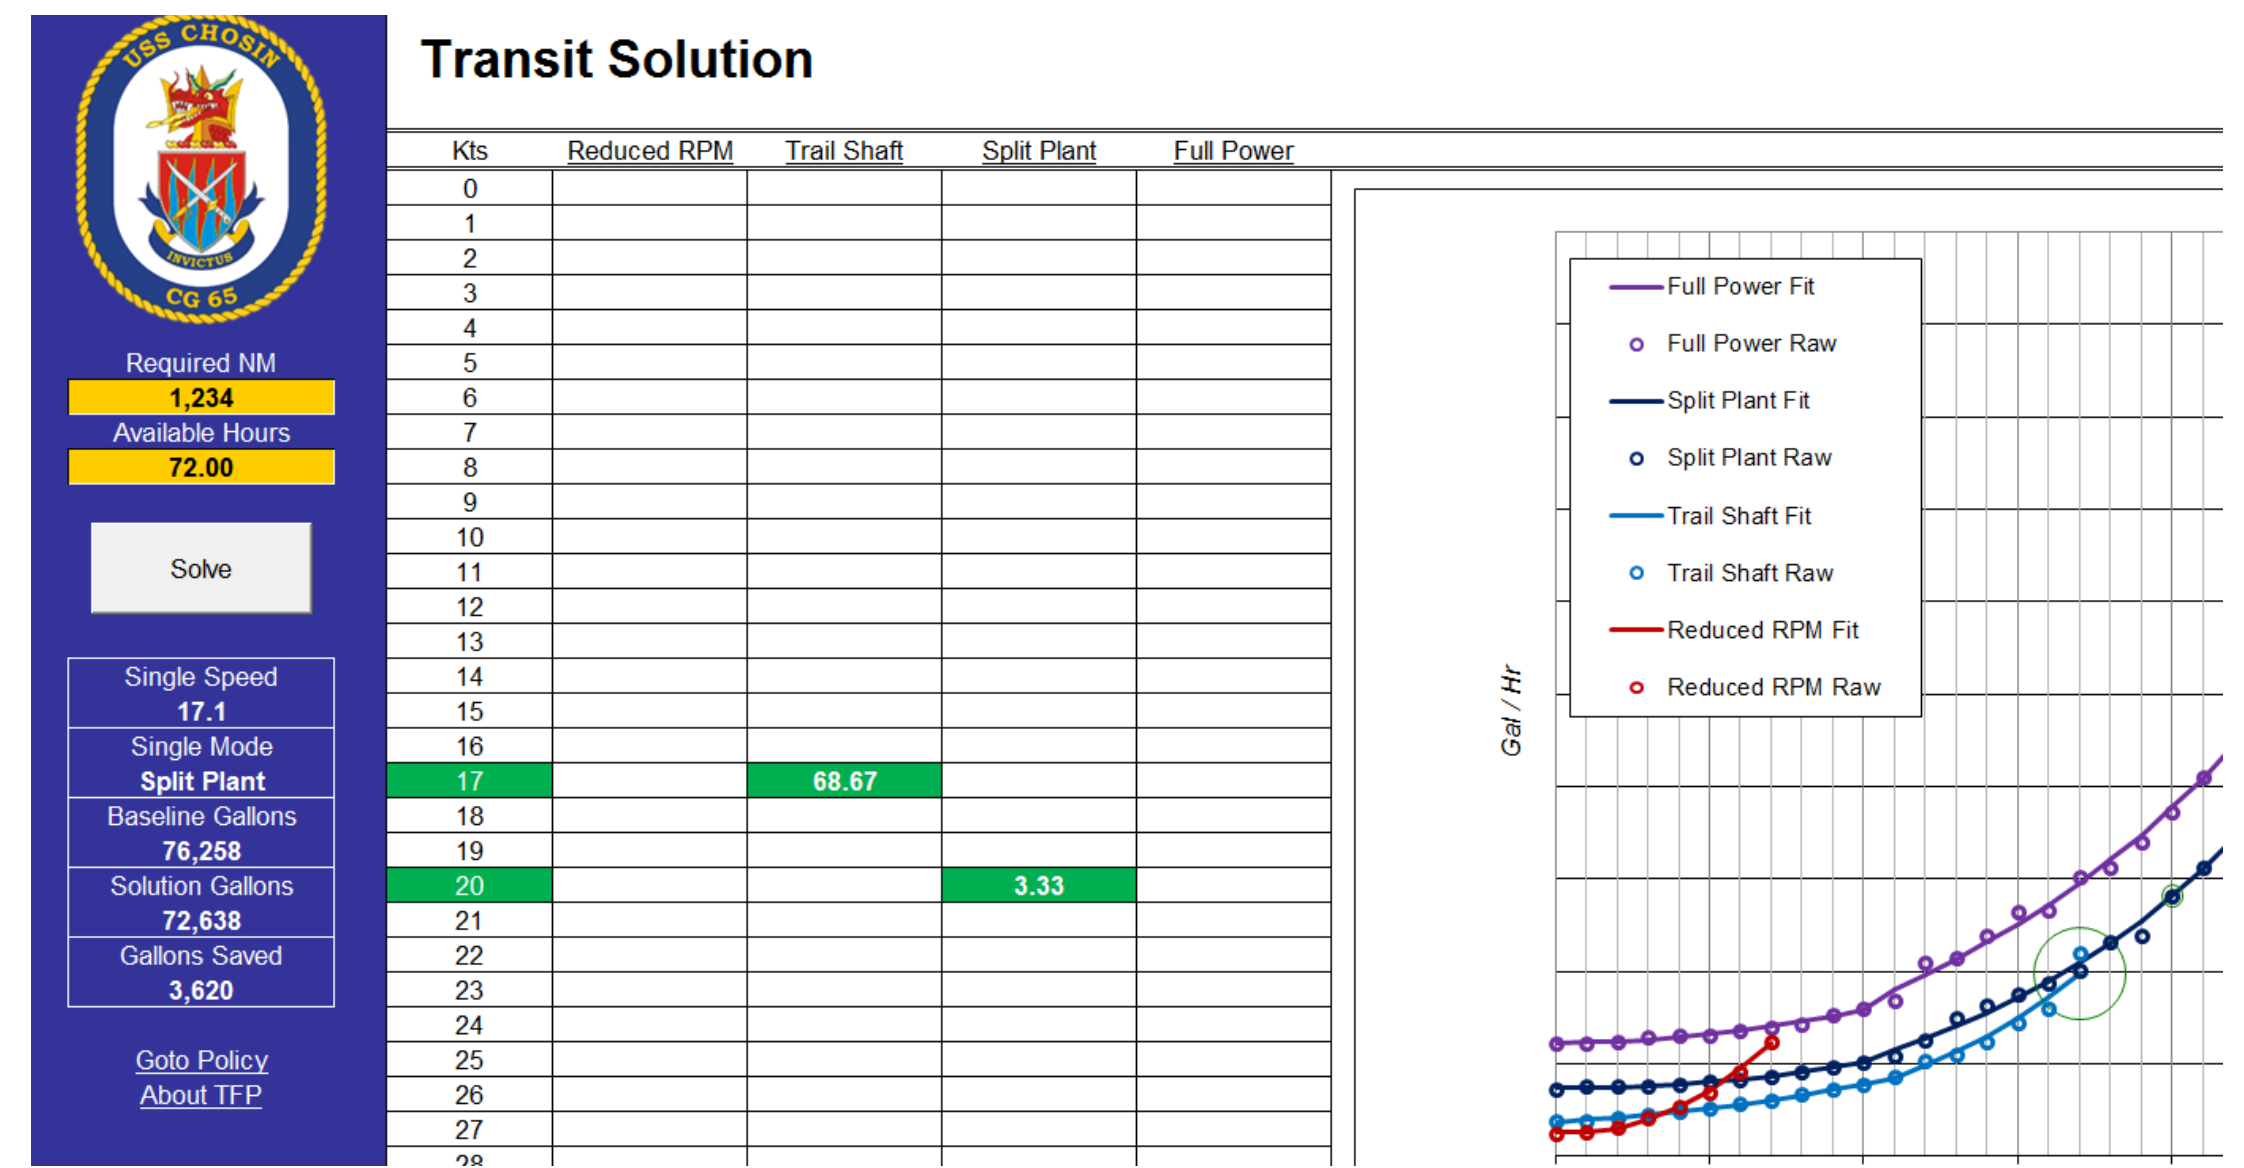 USS CHOSIN
INVICTUS
CG 65
Required NM
1,234
Available Hours
72.00
Solve
Single Speed
17.1
Single Mode
Split Plant
Baseline Gallons
76,258
Solution Gallons
72,638
Gallons Saved
3,620
Goto Policy
About TFP
Transit Solution
Kts Reduced RPM Trail Shaft Split Plant Full Power
0
1
2
3
4
5
6
7
8
9
10
11
12
13
14
15
16
17 68.67
18
19
20 3.33
21
22
23
24
25
26
27
28
Gal / Hr
Full Power Fit
Full Power Raw
Split Plant Fit
Split Plant Raw
Trail Shaft Fit
Trail Shaft Raw
Reduced RPM Fit
Reduced RPM Raw